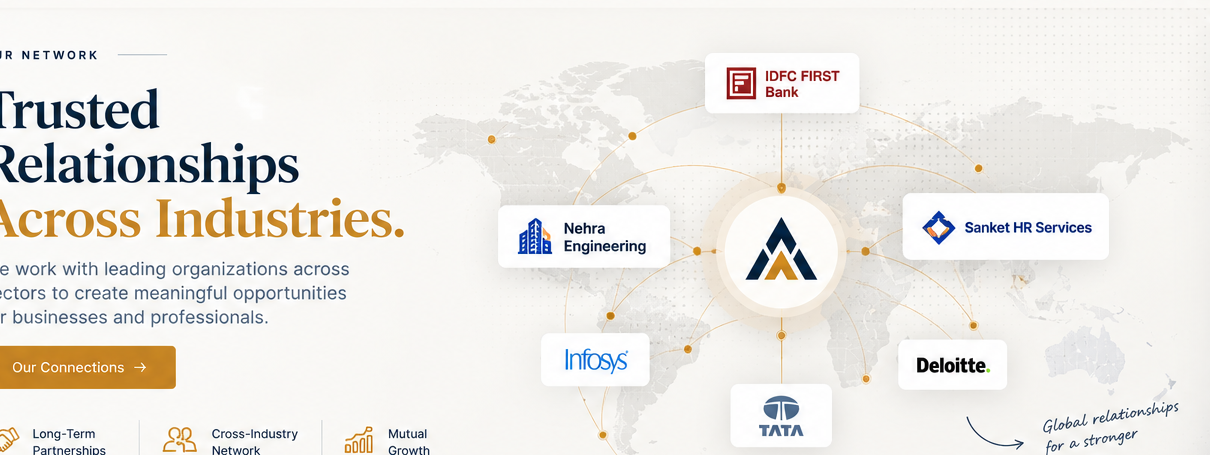 UR NETWORK
Trusted
Relationships
Across Industries.
e work with leading organizations across
ectors to create meaningful opportunities
r businesses and professionals.
Our Connections →
Long-Term
Partnerships
Cross-Industry
Network
Mutual
Growth
IDFC FIRST
Bank
Nehra
Engineering
Sanket HR Services
Infosys
Deloitte.
TATA
Global relationships
for a stronger